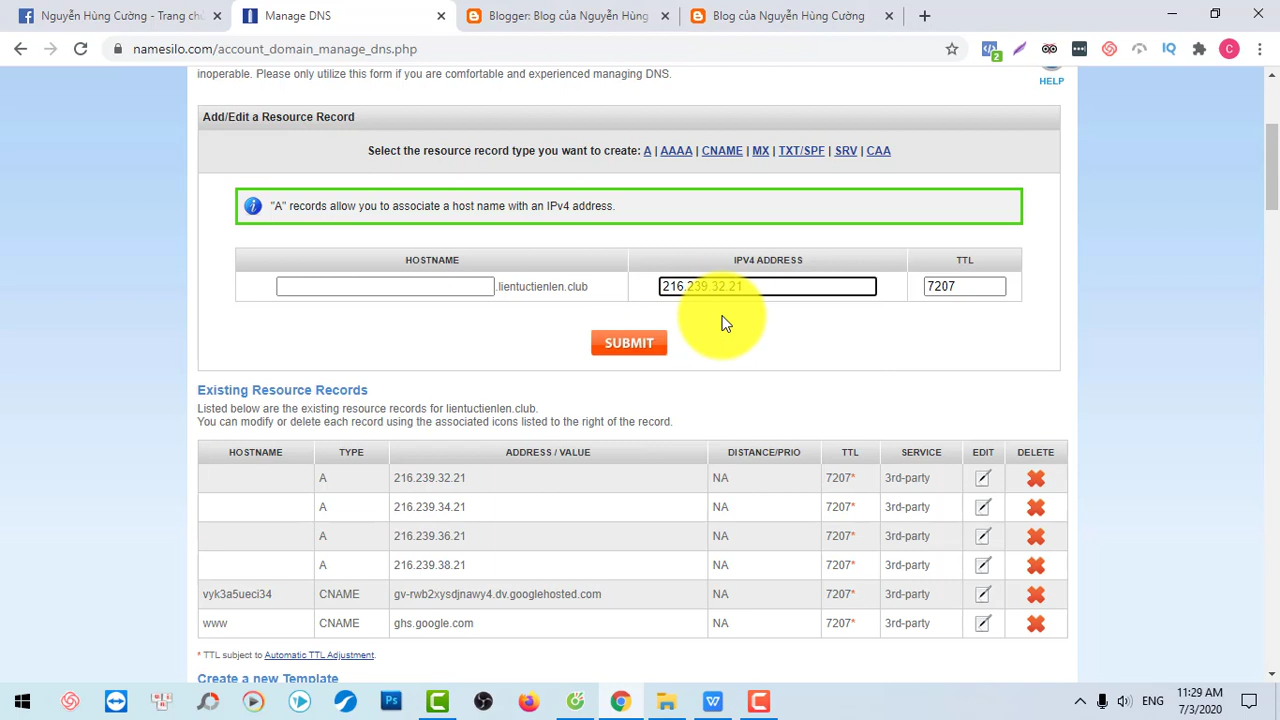 Nguyễn Hùng Cường - Trang ch
Manage DNS
Blogger: Blog của Nguyễn Hùng
Blog của Nguyễn Hùng Cường
namesilo.com/account_domain_manage_dns.php
2
IQ
C
inoperable. Please only utilize this form if you are comfortable and experienced managing DNS.
HELP
Add/Edit a Resource Record
Select the resource record type you want to create: A | AAAA | CNAME | MX | TXT/SPF | SRV | CAA
"A" records allow you to associate a host name with an IPv4 address.
HOSTNAME IPV4 ADDRESS TTL
.lientuctienlen.club 216.239.32.21 7207
SUBMIT
Existing Resource Records
Listed below are the existing resource records for lientuctienlen.club.
You can modify or delete each record using the associated icons listed to the right of the record.
HOSTNAME TYPE ADDRESS / VALUE DISTANCE/PRIO TTL SERVICE EDIT DELETE
A 216.239.32.21 NA 7207* 3rd-party
A 216.239.34.21 NA 7207* 3rd-party
A 216.239.36.21 NA 7207* 3rd-party
A 216.239.38.21 NA 7207* 3rd-party
vyk3a5ueci34 CNAME gv-rwb2xysdjnawy4.dv.googlehosted.com NA 7207* 3rd-party
www CNAME ghs.google.com NA 7207* 3rd-party
* TTL subject to Automatic TTL Adjustment.
Create a new Template
Ps
ENG
11:29 AM
7/3/2020